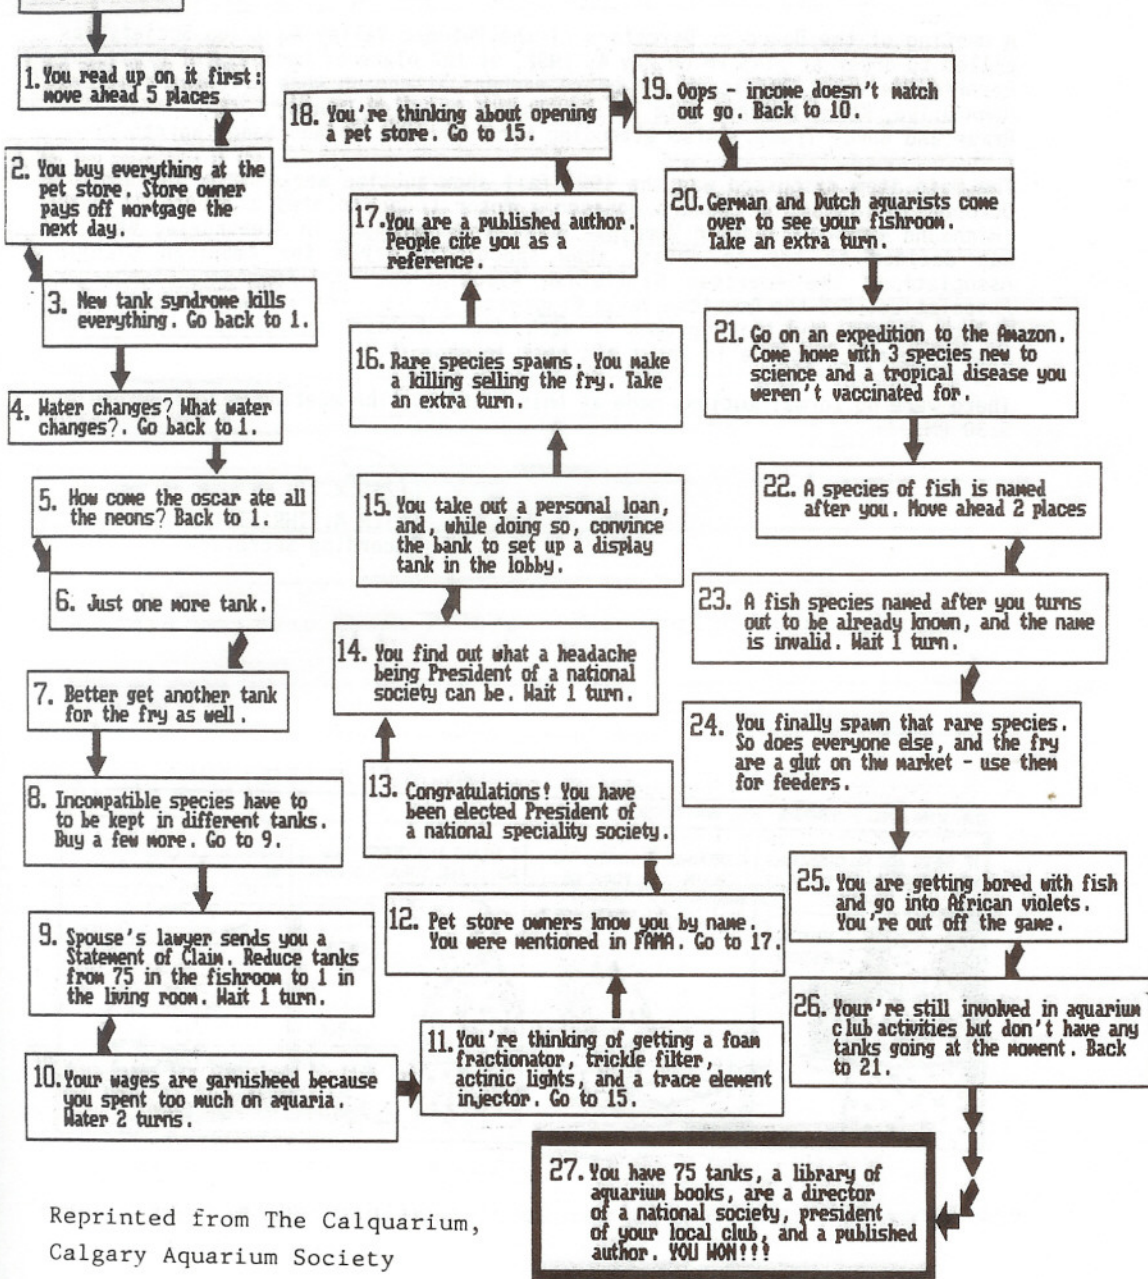 1. You read up on it first:
move ahead 5 places
2. You buy everything at the
pet store. Store owner
pays off mortgage the
next day.
3. New tank syndrome kills
everything. Go back to 1.
4. Water changes? What water
changes?. Go back to 1.
5. How come the oscar ate all
the neons? Back to 1.
6. Just one more tank.
7. Better get another tank
for the fry as well.
8. Incompatible species have to
to be kept in different tanks.
Buy a few more. Go to 9.
9. Spouse's lawyer sends you a
Statement of Claim. Reduce tanks
from 75 in the fishroom to 1 in
the living room. Wait 1 turn.
10. Your wages are garnisheed because
you spent too much on aquaria.
Water 2 turns.
11. You're thinking of getting a foam
fractionator, trickle filter,
actinic lights, and a trace element
injector. Go to 15.
12. Pet store owners know you by name.
You were mentioned in FAMA. Go to 17.
13. Congratulations! You have
been elected President of
a national speciality society.
14. You find out what a headache
being President of a national
society can be. Wait 1 turn.
15. You take out a personal loan,
and, while doing so, convince
the bank to set up a display
tank in the lobby.
16. Rare species spawns. You make
a killing selling the fry. Take
an extra turn.
17. You are a published author.
People cite you as a
reference.
18. You're thinking about opening
a pet store. Go to 15.
19. Oops - income doesn't match
out go. Back to 10.
20. German and Dutch aquarists come
over to see your fishroom.
Take an extra turn.
21. Go on an expedition to the Amazon.
Come home with 3 species new to
science and a tropical disease you
weren't vaccinated for.
22. A species of fish is named
after you. Move ahead 2 places
23. A fish species named after you turns
out to be already known, and the name
is invalid. Wait 1 turn.
24. You finally spawn that rare species.
So does everyone else, and the fry
are a glut on thw market - use them
for feeders.
25. You are getting bored with fish
and go into African violets.
You're out off the game.
26. Your're still involved in aquarium
club activities but don't have any
tanks going at the moment. Back
to 21.
27. You have 75 tanks, a library of
aquarium books, are a director
of a national society, president
of your local club, and a published
author. YOU WON!!!
Reprinted from The Calquarium,
Calgary Aquarium Society